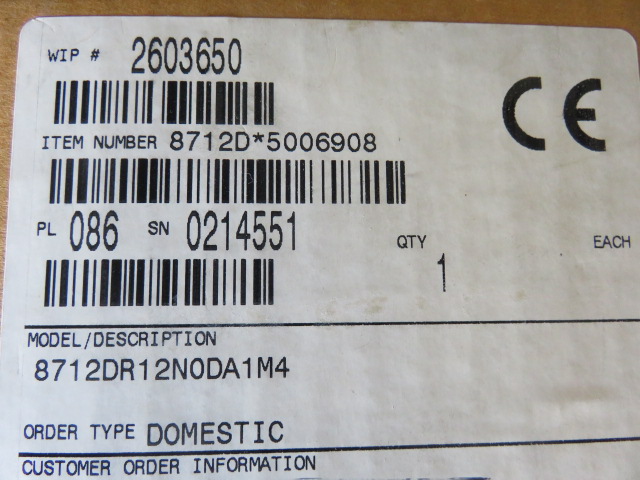 WIP # 2603650
CE
ITEM NUMBER 8712D*5006908
PL 086 SN 0214551
QTY EACH
1
MODEL/DESCRIPTION
8712DR12N0DA1M4
ORDER TYPE DOMESTIC
CUSTOMER ORDER INFORMATION